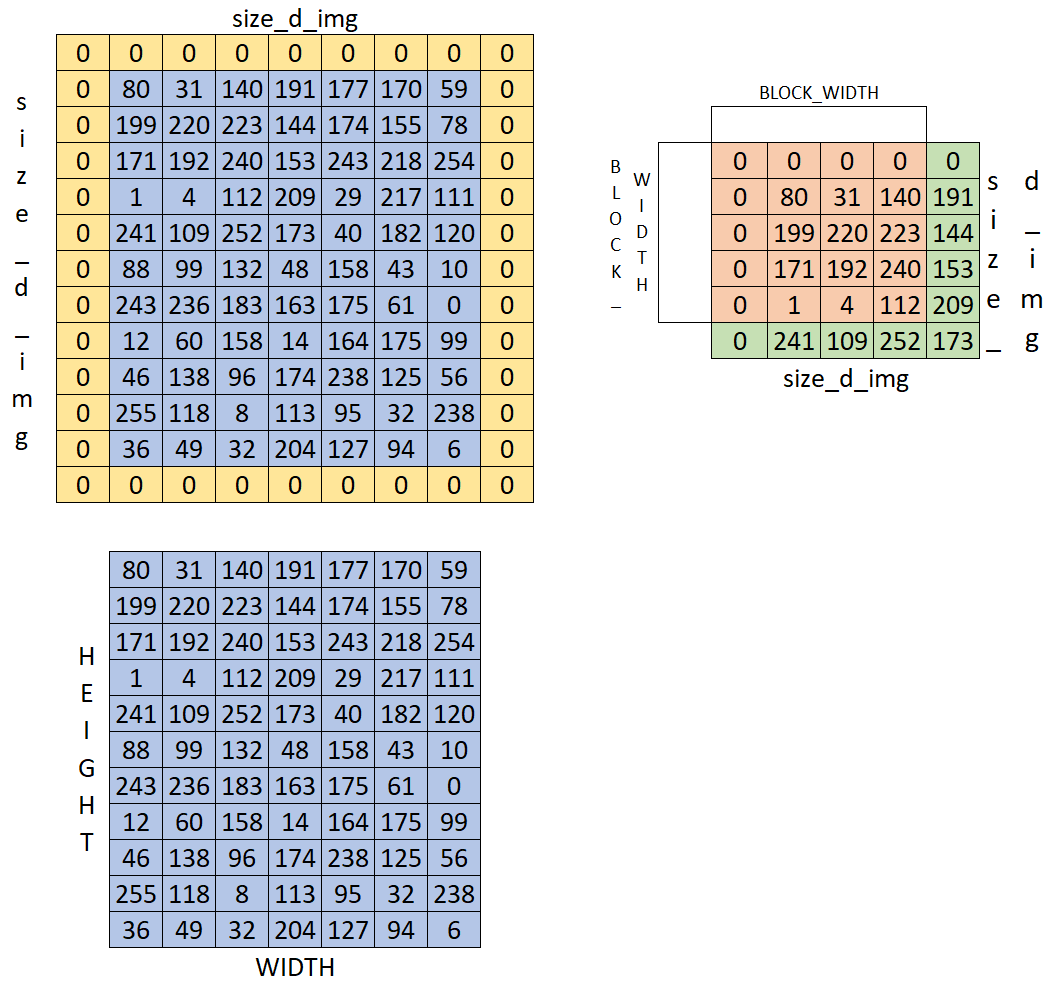 size_d_img
0 0 0 0 0 0 0 0 0
0 80 31 140 191 177 170 59 0
0 199 220 223 144 174 155 78 0
0 171 192 240 153 243 218 254 0
0 1 4 112 209 29 217 111 0
0 241 109 252 173 40 182 120 0
0 88 99 132 48 158 43 10 0
0 243 236 183 163 175 61 0 0
0 12 60 158 14 164 175 99 0
0 46 138 96 174 238 125 56 0
0 255 118 8 113 95 32 238 0
0 36 49 32 204 127 94 6 0
0 0 0 0 0 0 0 0 0
size_d_img
BLOCK_WIDTH
BLOCK_
WIDTH
0 0 0 0 0
0 80 31 140 191
0 199 220 223 144
0 171 192 240 153
0 1 4 112 209
0 241 109 252 173
size_
d_img
size_d_img
80 31 140 191 177 170 59
199 220 223 144 174 155 78
171 192 240 153 243 218 254
1 4 112 209 29 217 111
241 109 252 173 40 182 120
88 99 132 48 158 43 10
243 236 183 163 175 61 0
12 60 158 14 164 175 99
46 138 96 174 238 125 56
255 118 8 113 95 32 238
36 49 32 204 127 94 6
HEIGHT
WIDTH